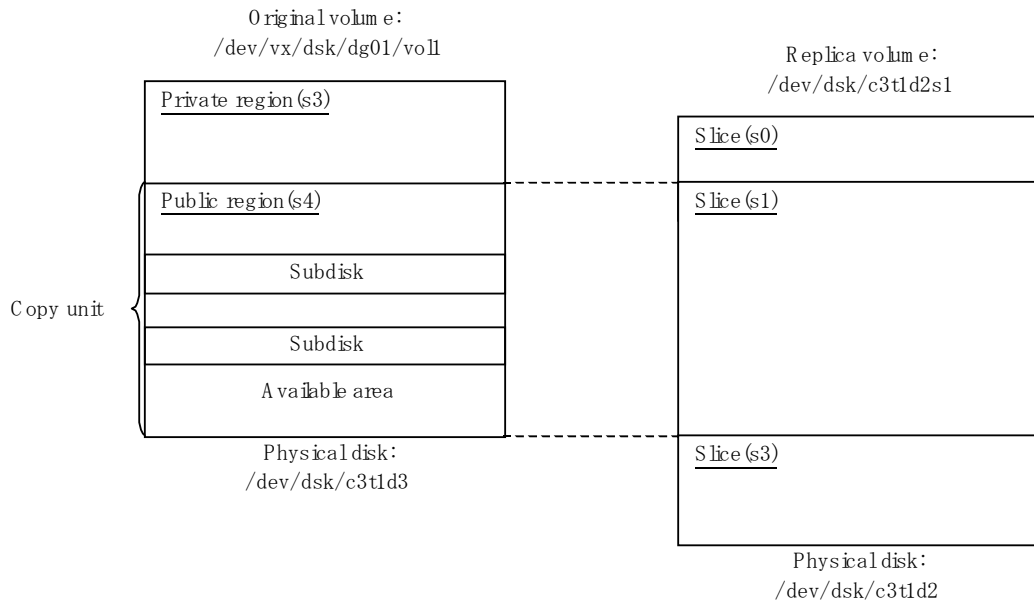 Original volume:
/dev/vx/dsk/dg01/vol1
Private region(s3)
Public region(s4)
Subdisk
Subdisk
Available area
Copy unit
Physical disk:
/dev/dsk/c3t1d3
Replica volume:
/dev/dsk/c3t1d2s1
Slice(s0)
Slice(s1)
Slice(s3)
Physical disk:
/dev/dsk/c3t1d2